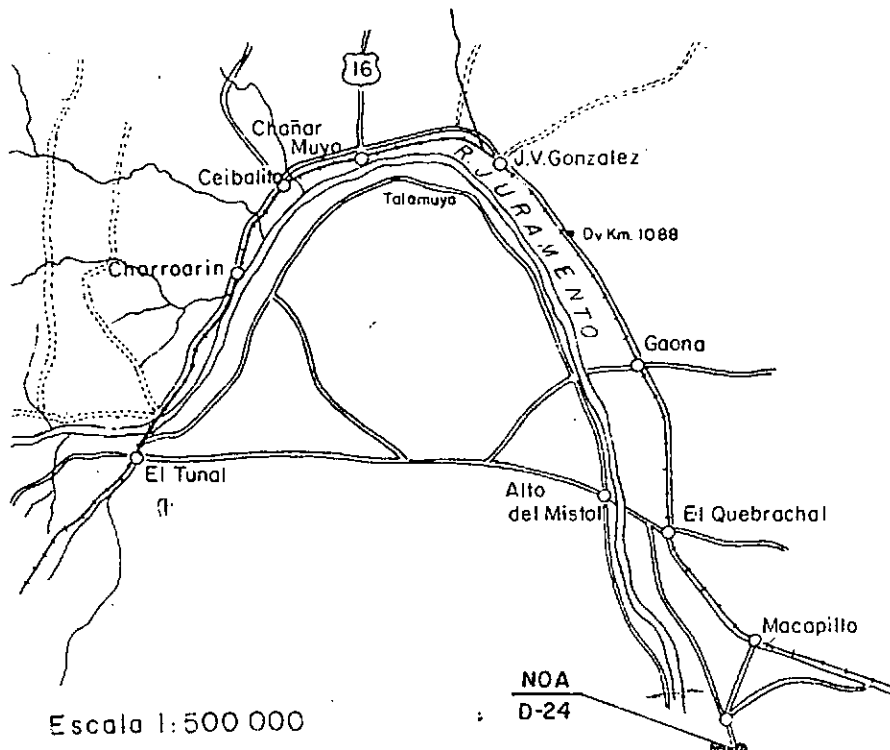 16
Chañar
Muyo
Ceibalito
J.V. Gonzalez
Talamuya
R. JURAMENTO
Dv Km. 1088
Charroarin
Gaona
El Tunal
Alto
del Mistol
El Quebrachal
Macapillo
NOA
D-24
Escala 1:500 000